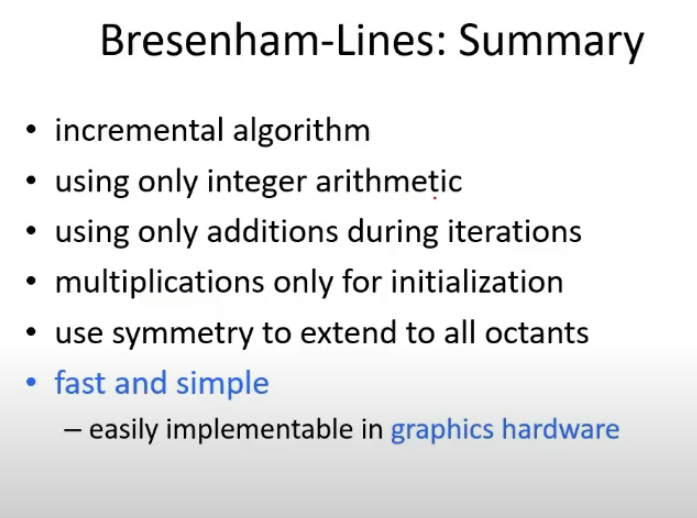 Bresenham-Lines: Summary
• incremental algorithm
• using only integer arithmetic
• using only additions during iterations
• multiplications only for initialization
• use symmetry to extend to all octants
• fast and simple
– easily implementable in graphics hardware